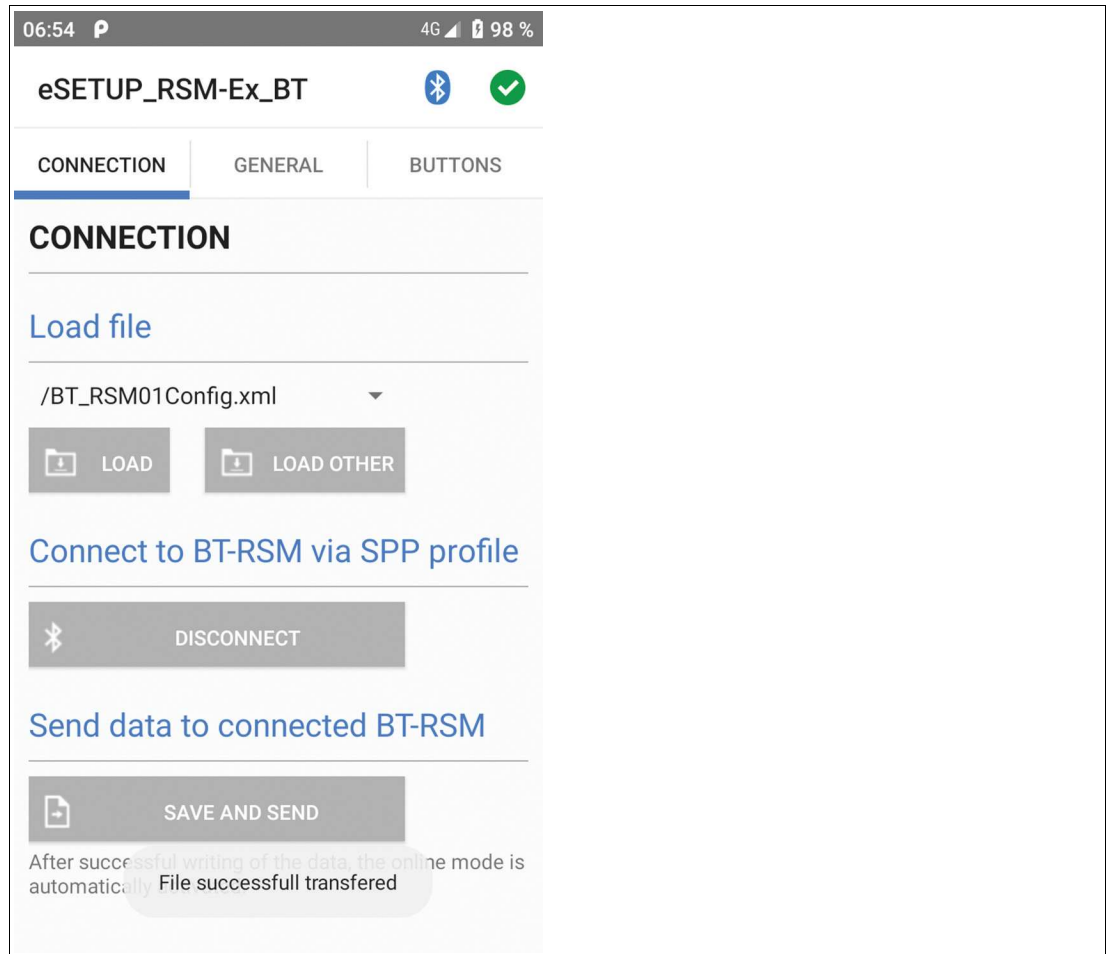 06:54 4G 98 %
eSETUP_RSM-Ex_BT
CONNECTION GENERAL BUTTONS
CONNECTION
Load file
/BT_RSM01Config.xml
LOAD LOAD OTHER
Connect to BT-RSM via SPP profile
DISCONNECT
Send data to connected BT-RSM
SAVE AND SEND
After successful writing of the data, the online mode is
automatically
File successfull transfered